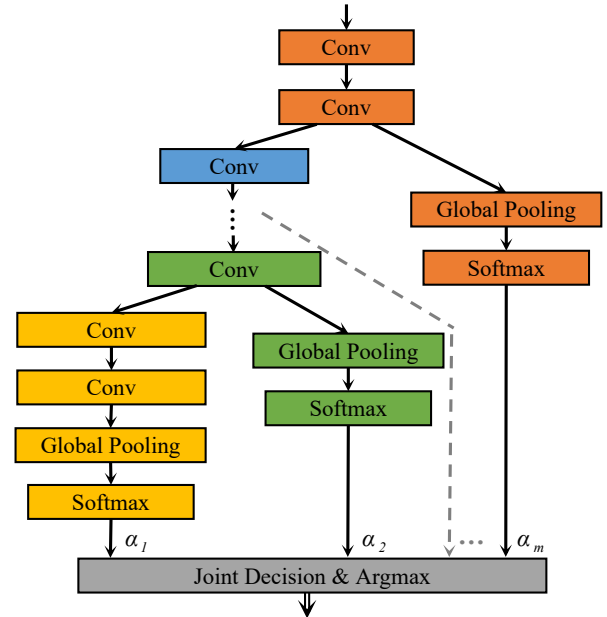 Conv
Conv
Conv
Global Pooling
Softmax
Conv
Conv
Global Pooling
Conv
Softmax
Global Pooling
Softmax
α1
α2
...
αm
Joint Decision & Argmax